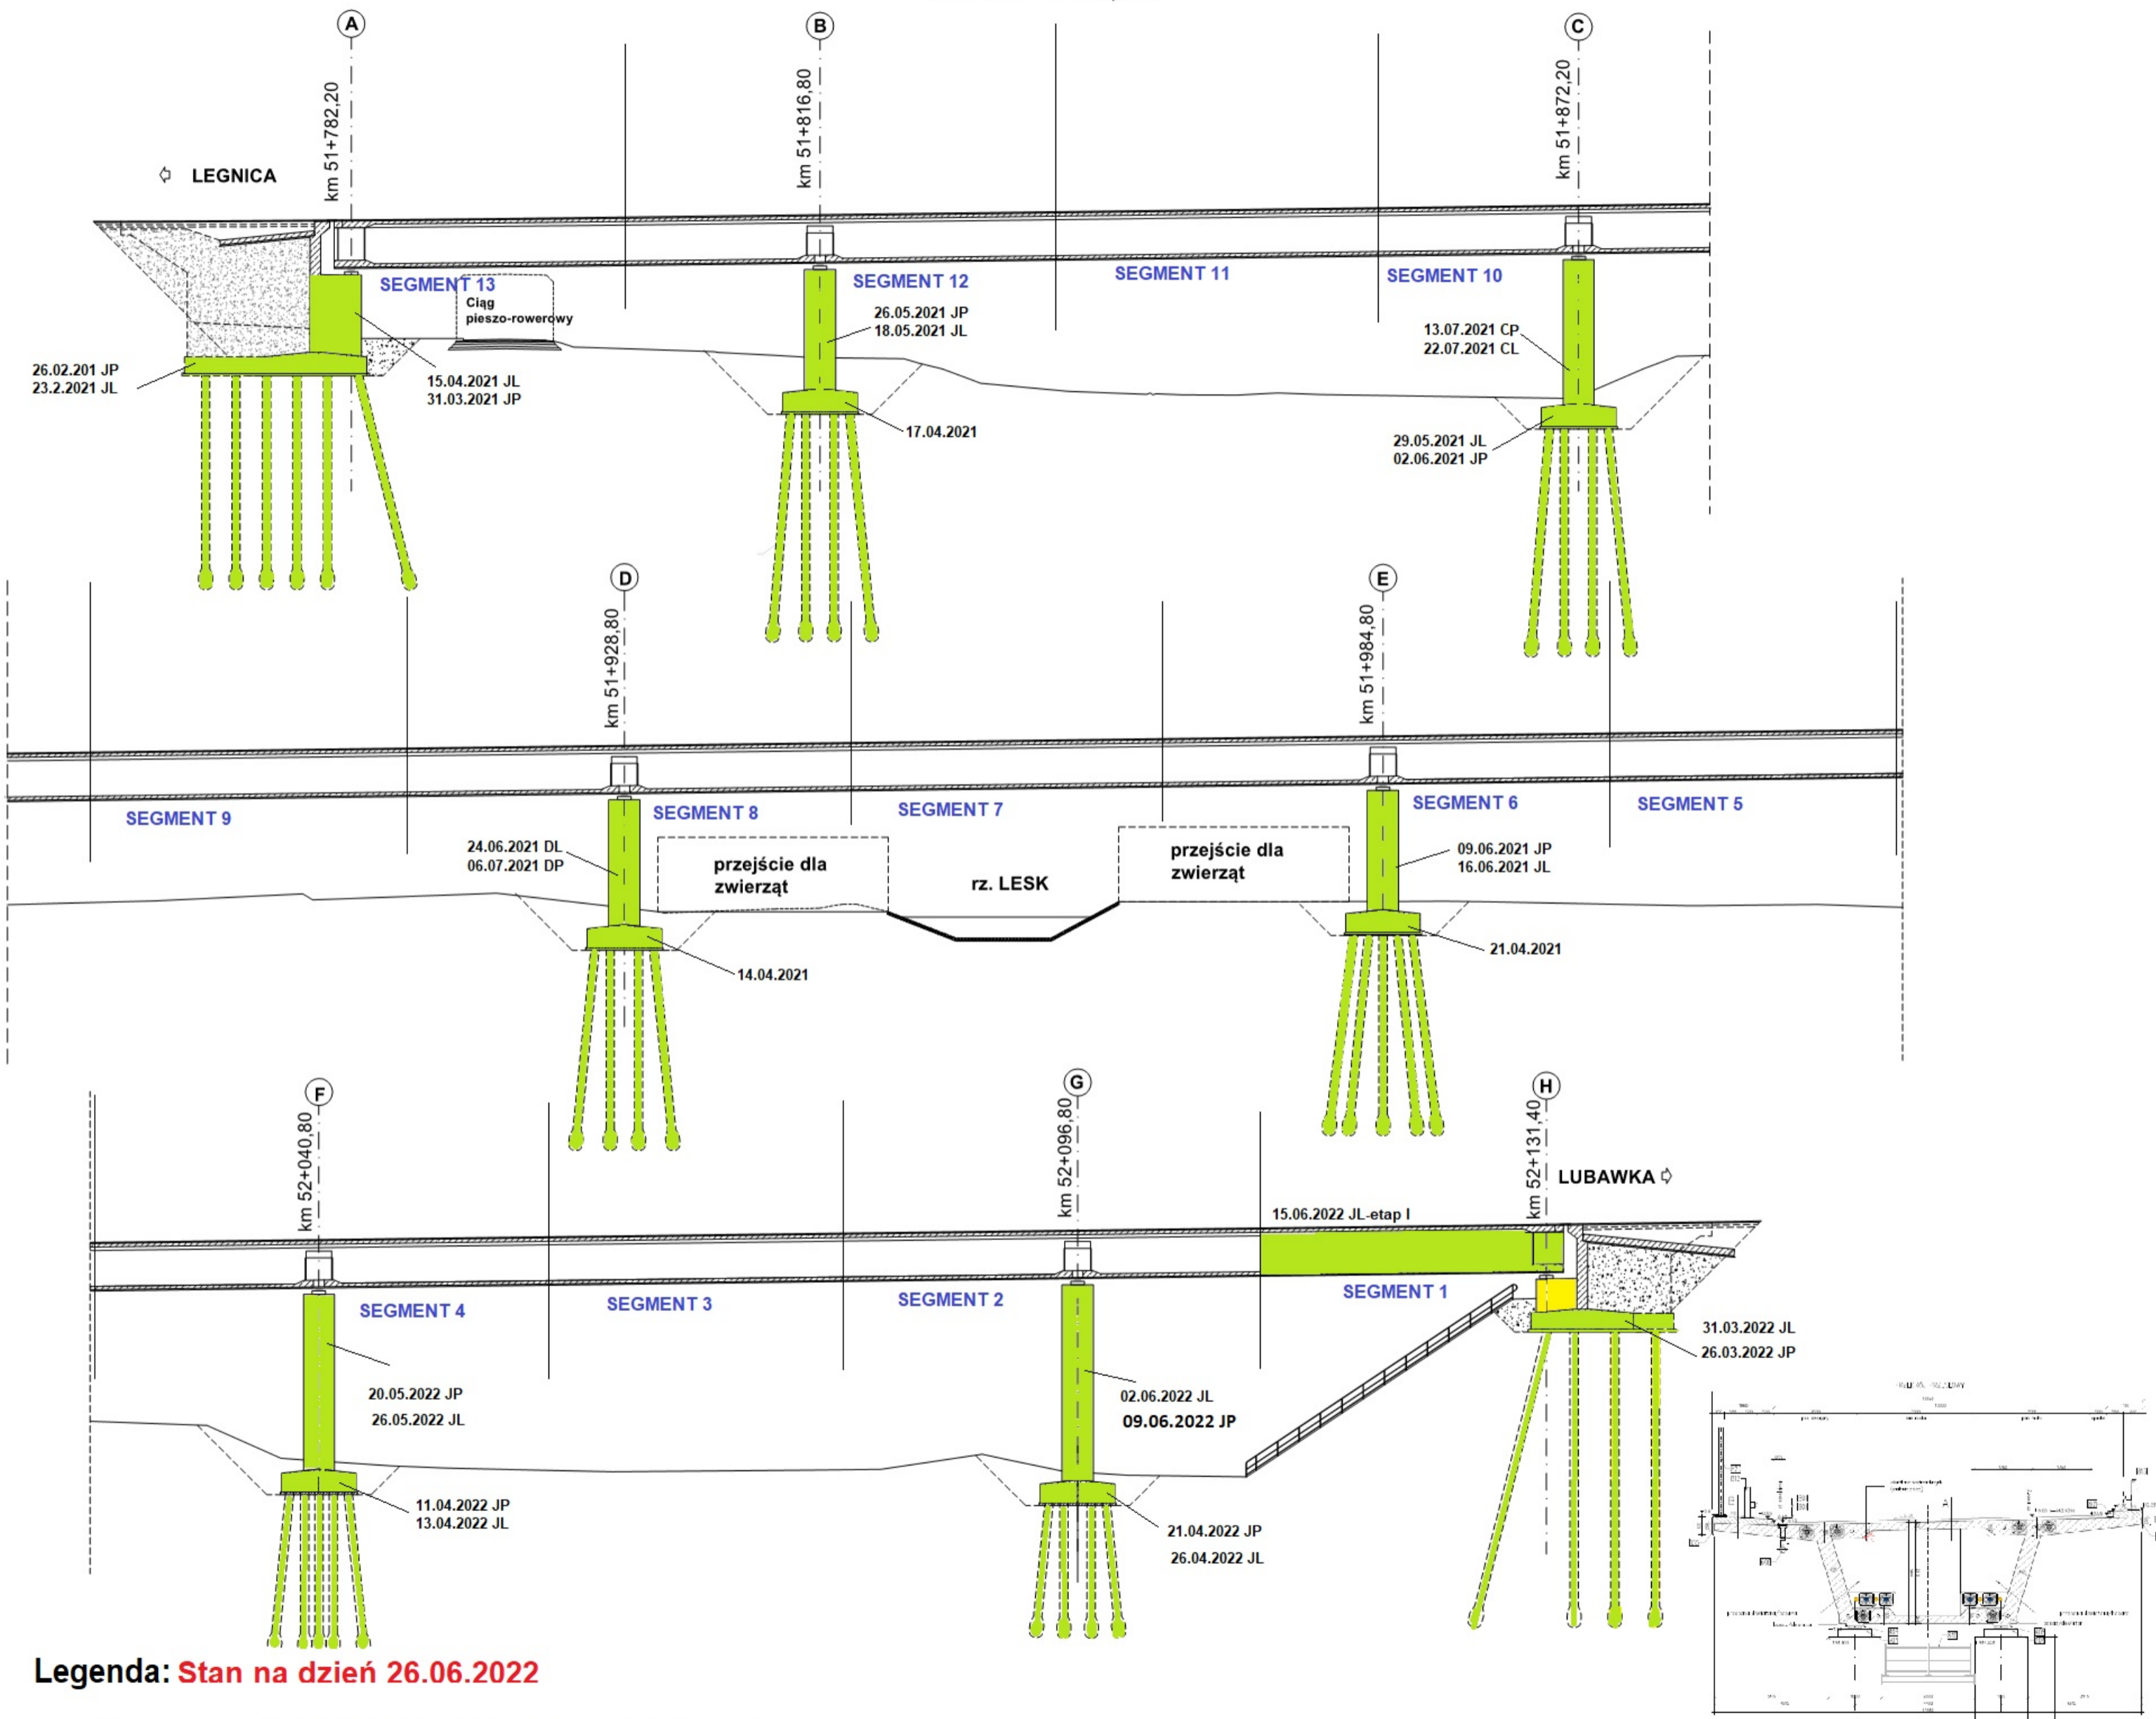 A
B
C
km 51+782,20
km 51+816,80
km 51+872,20
LEGNICA
SEGMENT 13
SEGMENT 12
SEGMENT 11
SEGMENT 10
Ciąg
pieszo-rowerowy
26.05.2021 JP
18.05.2021 JL
13.07.2021 CP
22.07.2021 CL
26.02.201 JP
23.2.2021 JL
15.04.2021 JL
31.03.2021 JP
17.04.2021
29.05.2021 JL
02.06.2021 JP
D
E
km 51+928,80
km 51+984,80
SEGMENT 9
SEGMENT 8
SEGMENT 7
SEGMENT 6
SEGMENT 5
24.06.2021 DL
06.07.2021 DP
przejście dla
zwierząt
rz. LESK
przejście dla
zwierząt
09.06.2021 JP
16.06.2021 JL
14.04.2021
21.04.2021
F
G
H
km 52+040,80
km 52+096,80
km 52+131,40
LUBAWKA
15.06.2022 JL-etap I
SEGMENT 4
SEGMENT 3
SEGMENT 2
SEGMENT 1
31.03.2022 JL
26.03.2022 JP
20.05.2022 JP
26.05.2022 JL
02.06.2022 JL
09.06.2022 JP
11.04.2022 JP
13.04.2022 JL
21.04.2022 JP
26.04.2022 JL
Legenda: Stan na dzień 26.06.2022